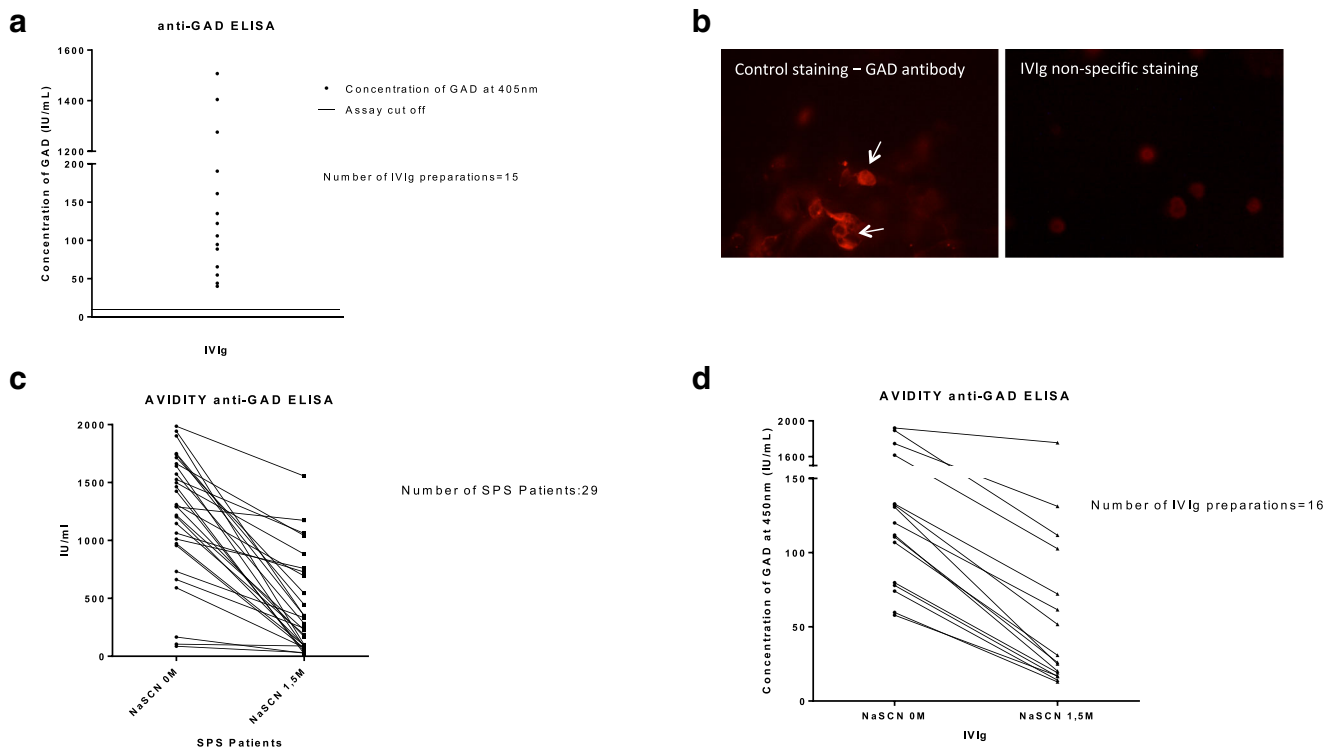 a
anti-GAD ELISA
Concentration of GAD (IU/mL)
1600
1400
1200
200
150
100
50
0
IVIg
Concentration of GAD at 405nm
Assay cut off
Number of IVIg preparations=15
b
Control staining – GAD antibody
IVIg non-specific staining
c
AVIDITY anti-GAD ELISA
IU/ml
2000
1500
1000
500
0
NaSCN 0M
NaSCN 1,5M
SPS Patients
Number of SPS Patients:29
d
AVIDITY anti-GAD ELISA
Concentration of GAD at 450nm (IU/mL)
2000
1600
150
100
50
0
NaSCN 0M
NaSCN 1,5M
IVIg
Number of IVIg preparations=16